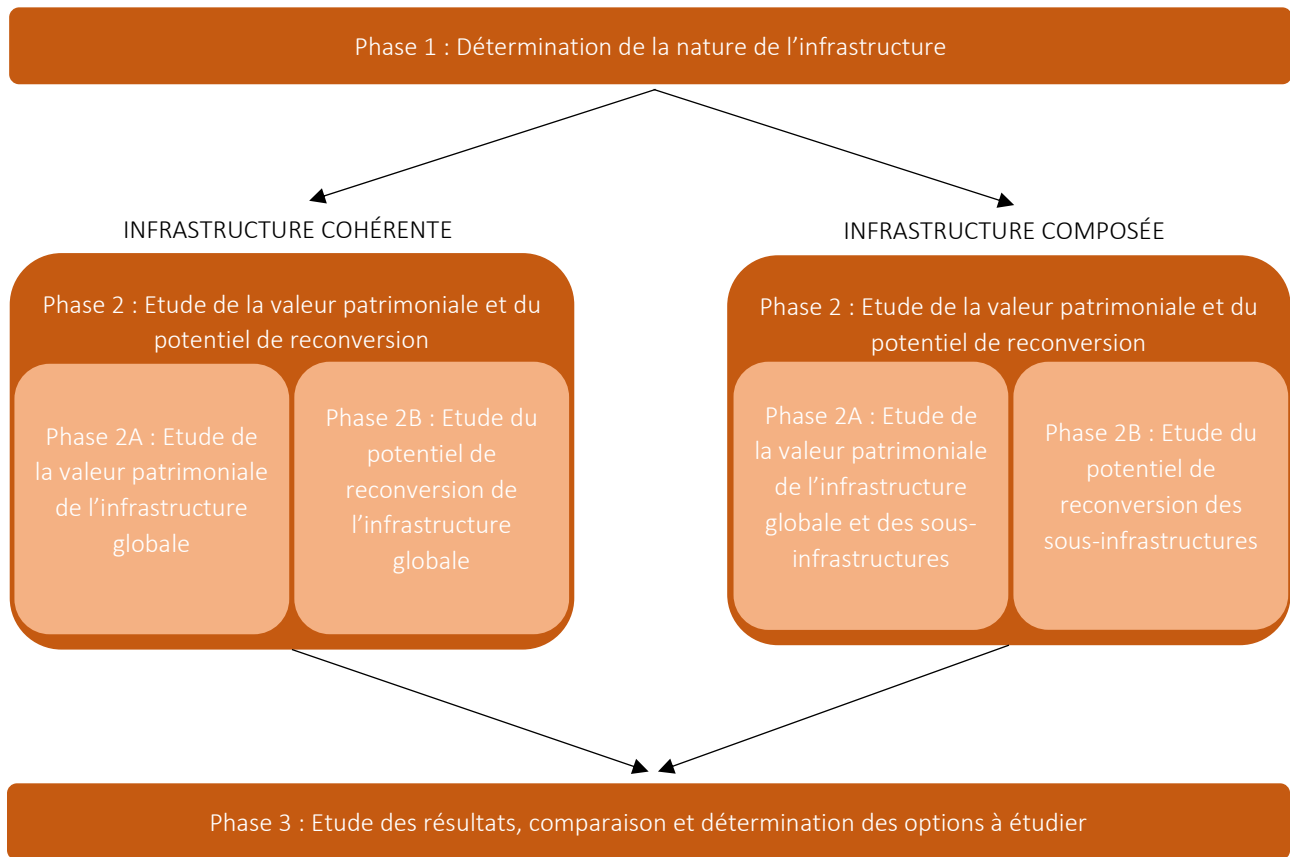 Phase 1 : Détermination de la nature de l’infrastructure
INFRASTRUCTURE COHÉRENTE
Phase 2 : Etude de la valeur patrimoniale et du
potentiel de reconversion
Phase 2A : Etude de
la valeur patrimoniale
de l’infrastructure
globale
Phase 2B : Etude du
potentiel de
reconversion de
l’infrastructure
globale
INFRASTRUCTURE COMPOSÉE
Phase 2 : Etude de la valeur patrimoniale et du
potentiel de reconversion
Phase 2A : Etude de
la valeur patrimoniale
de l’infrastructure
globale et des sous-
infrastructures
Phase 2B : Etude du
potentiel de
reconversion des
sous-infrastructures
Phase 3 : Etude des résultats, comparaison et détermination des options à étudier